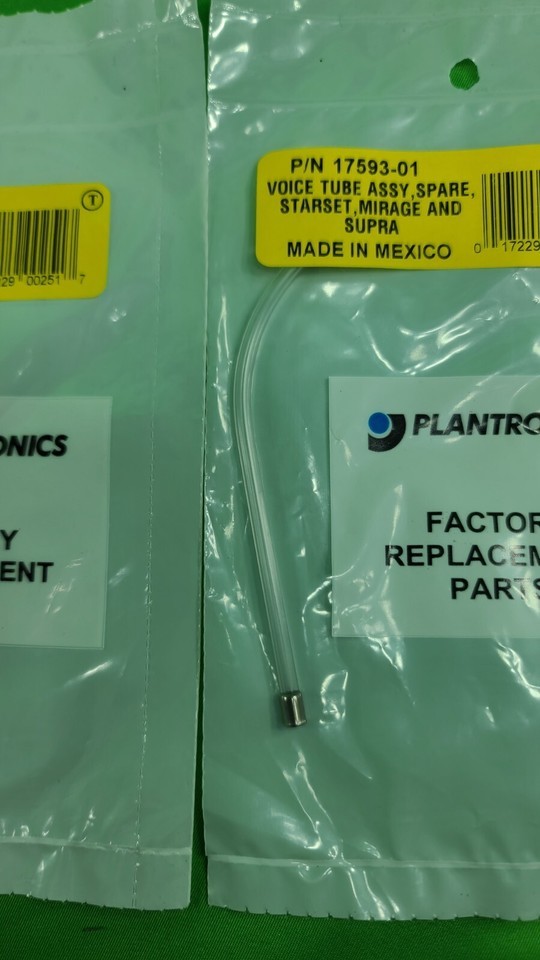 T
29 00251 7
ONICS
Y
ENT
P/N 17593-01
VOICE TUBE ASSY,SPARE,
STARSET,MIRAGE AND
SUPRA
MADE IN MEXICO
0 17229
PLANTRO
FACTOR
REPLACEM
PARTS